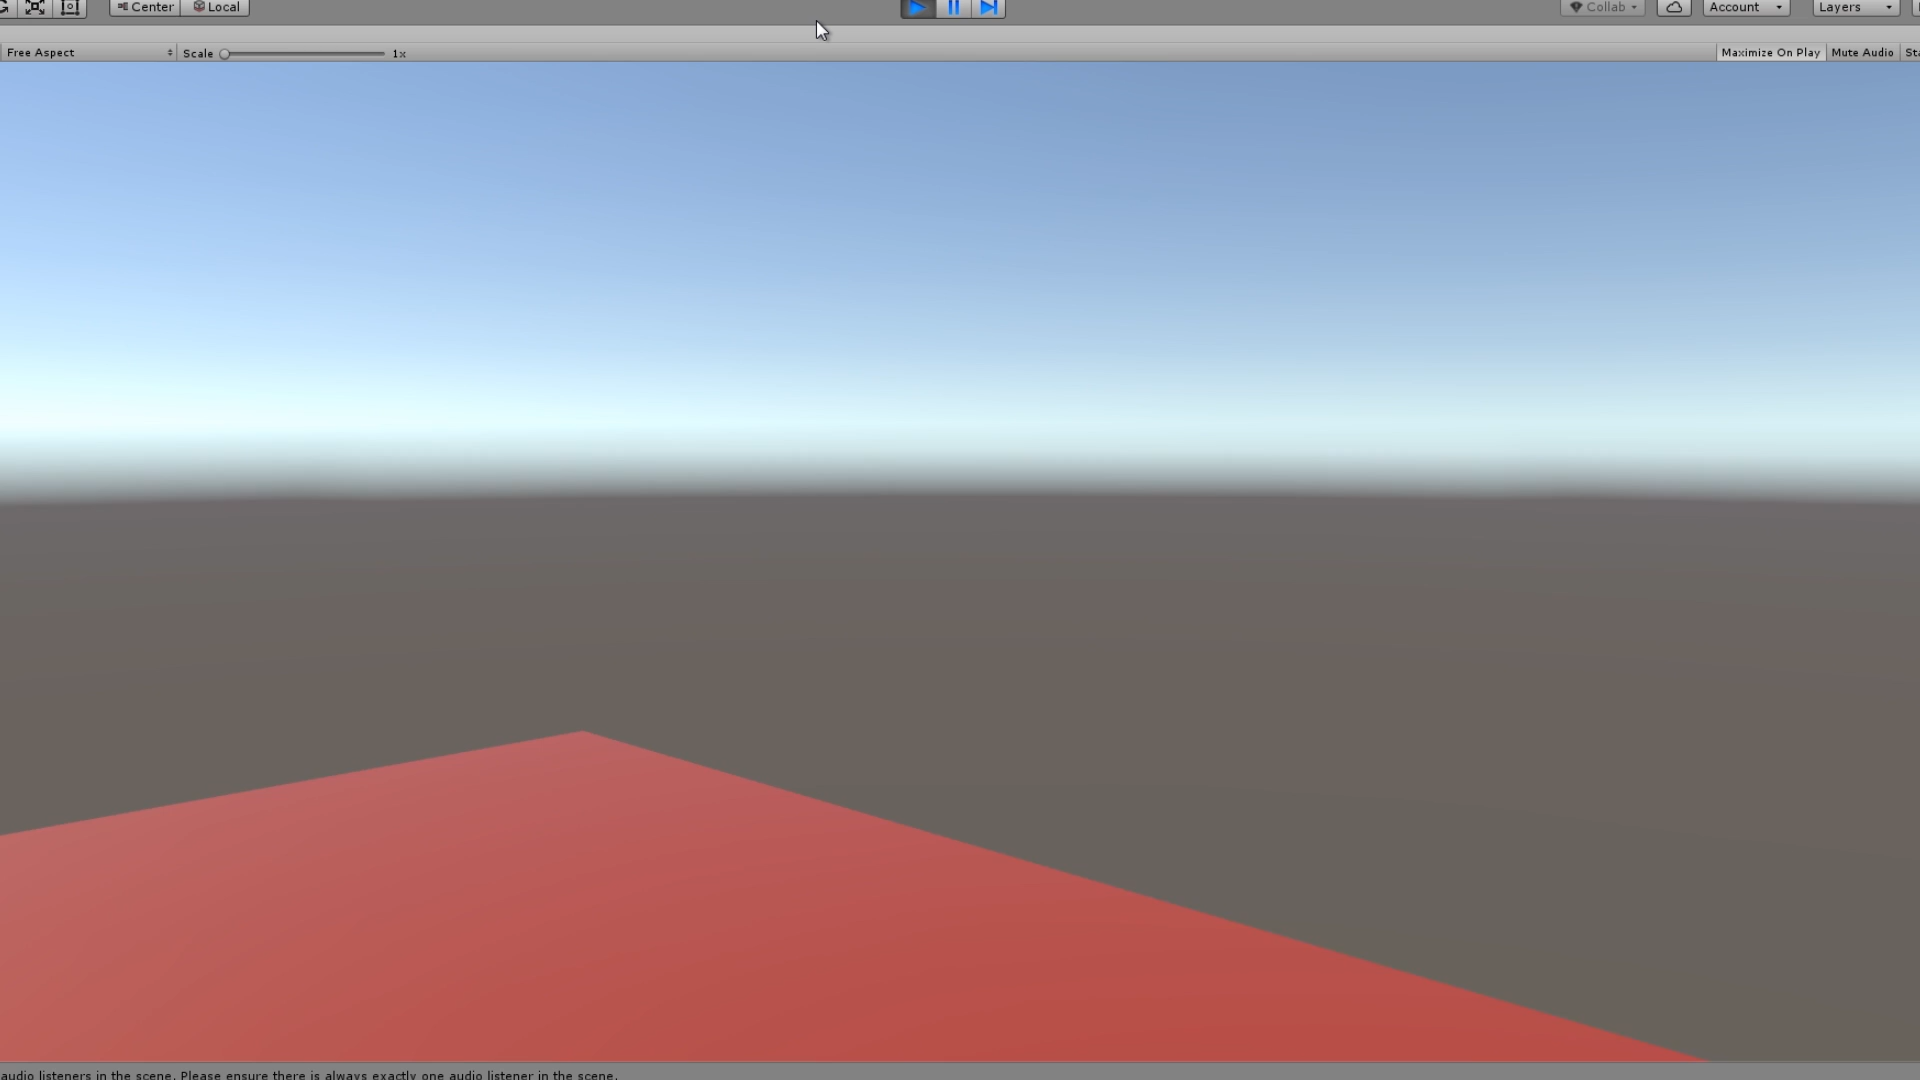 Center Local Collab Account Layers
Free Aspect Scale 1x Maximize On Play Mute Audio
audio listeners in the scene. Please ensure there is always exactly one audio listener in the scene.